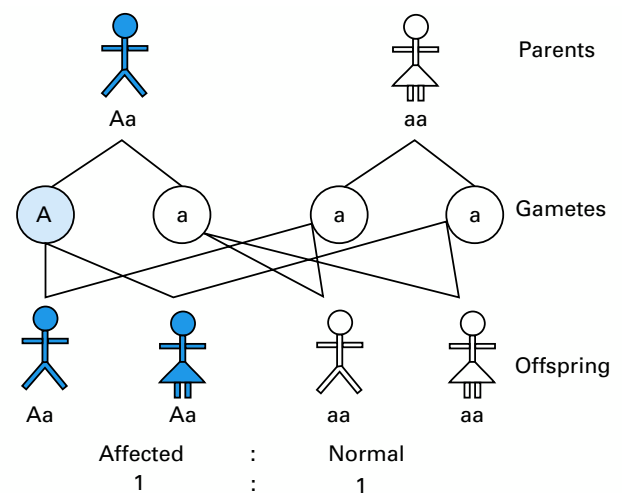 Parents
Aa aa
A a a a Gametes
Offspring
Aa Aa aa aa
Affected : Normal
1 : 1